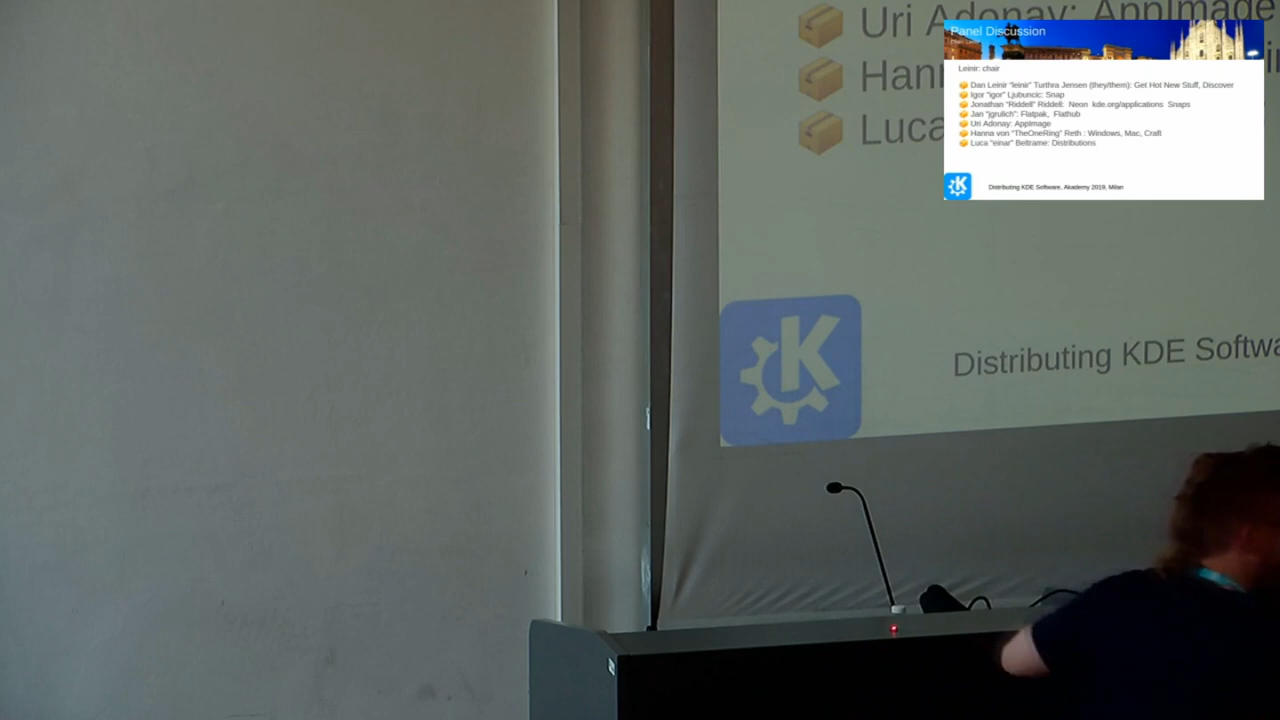 Uri Adonay: AppImage
Hann
Luca
Distributing KDE Softwa
Panel Discussion
Leinir: chair
Dan Leinir "leinir" Turthra Jensen (they/them): Get Hot New Stuff, Discover
Igor "igor" Ljubuncic: Snap
Jonathan "Riddell" Riddell: Neon kde.org/applications Snaps
Jan "jgrulich": Flatpak, Flathub
Uri Adonay: AppImage
Hanna von "TheOneRing" Reth : Windows, Mac, Craft
Luca "einar" Beltrame: Distributions
K
Distributing KDE Software, Akademy 2019, Milan
K